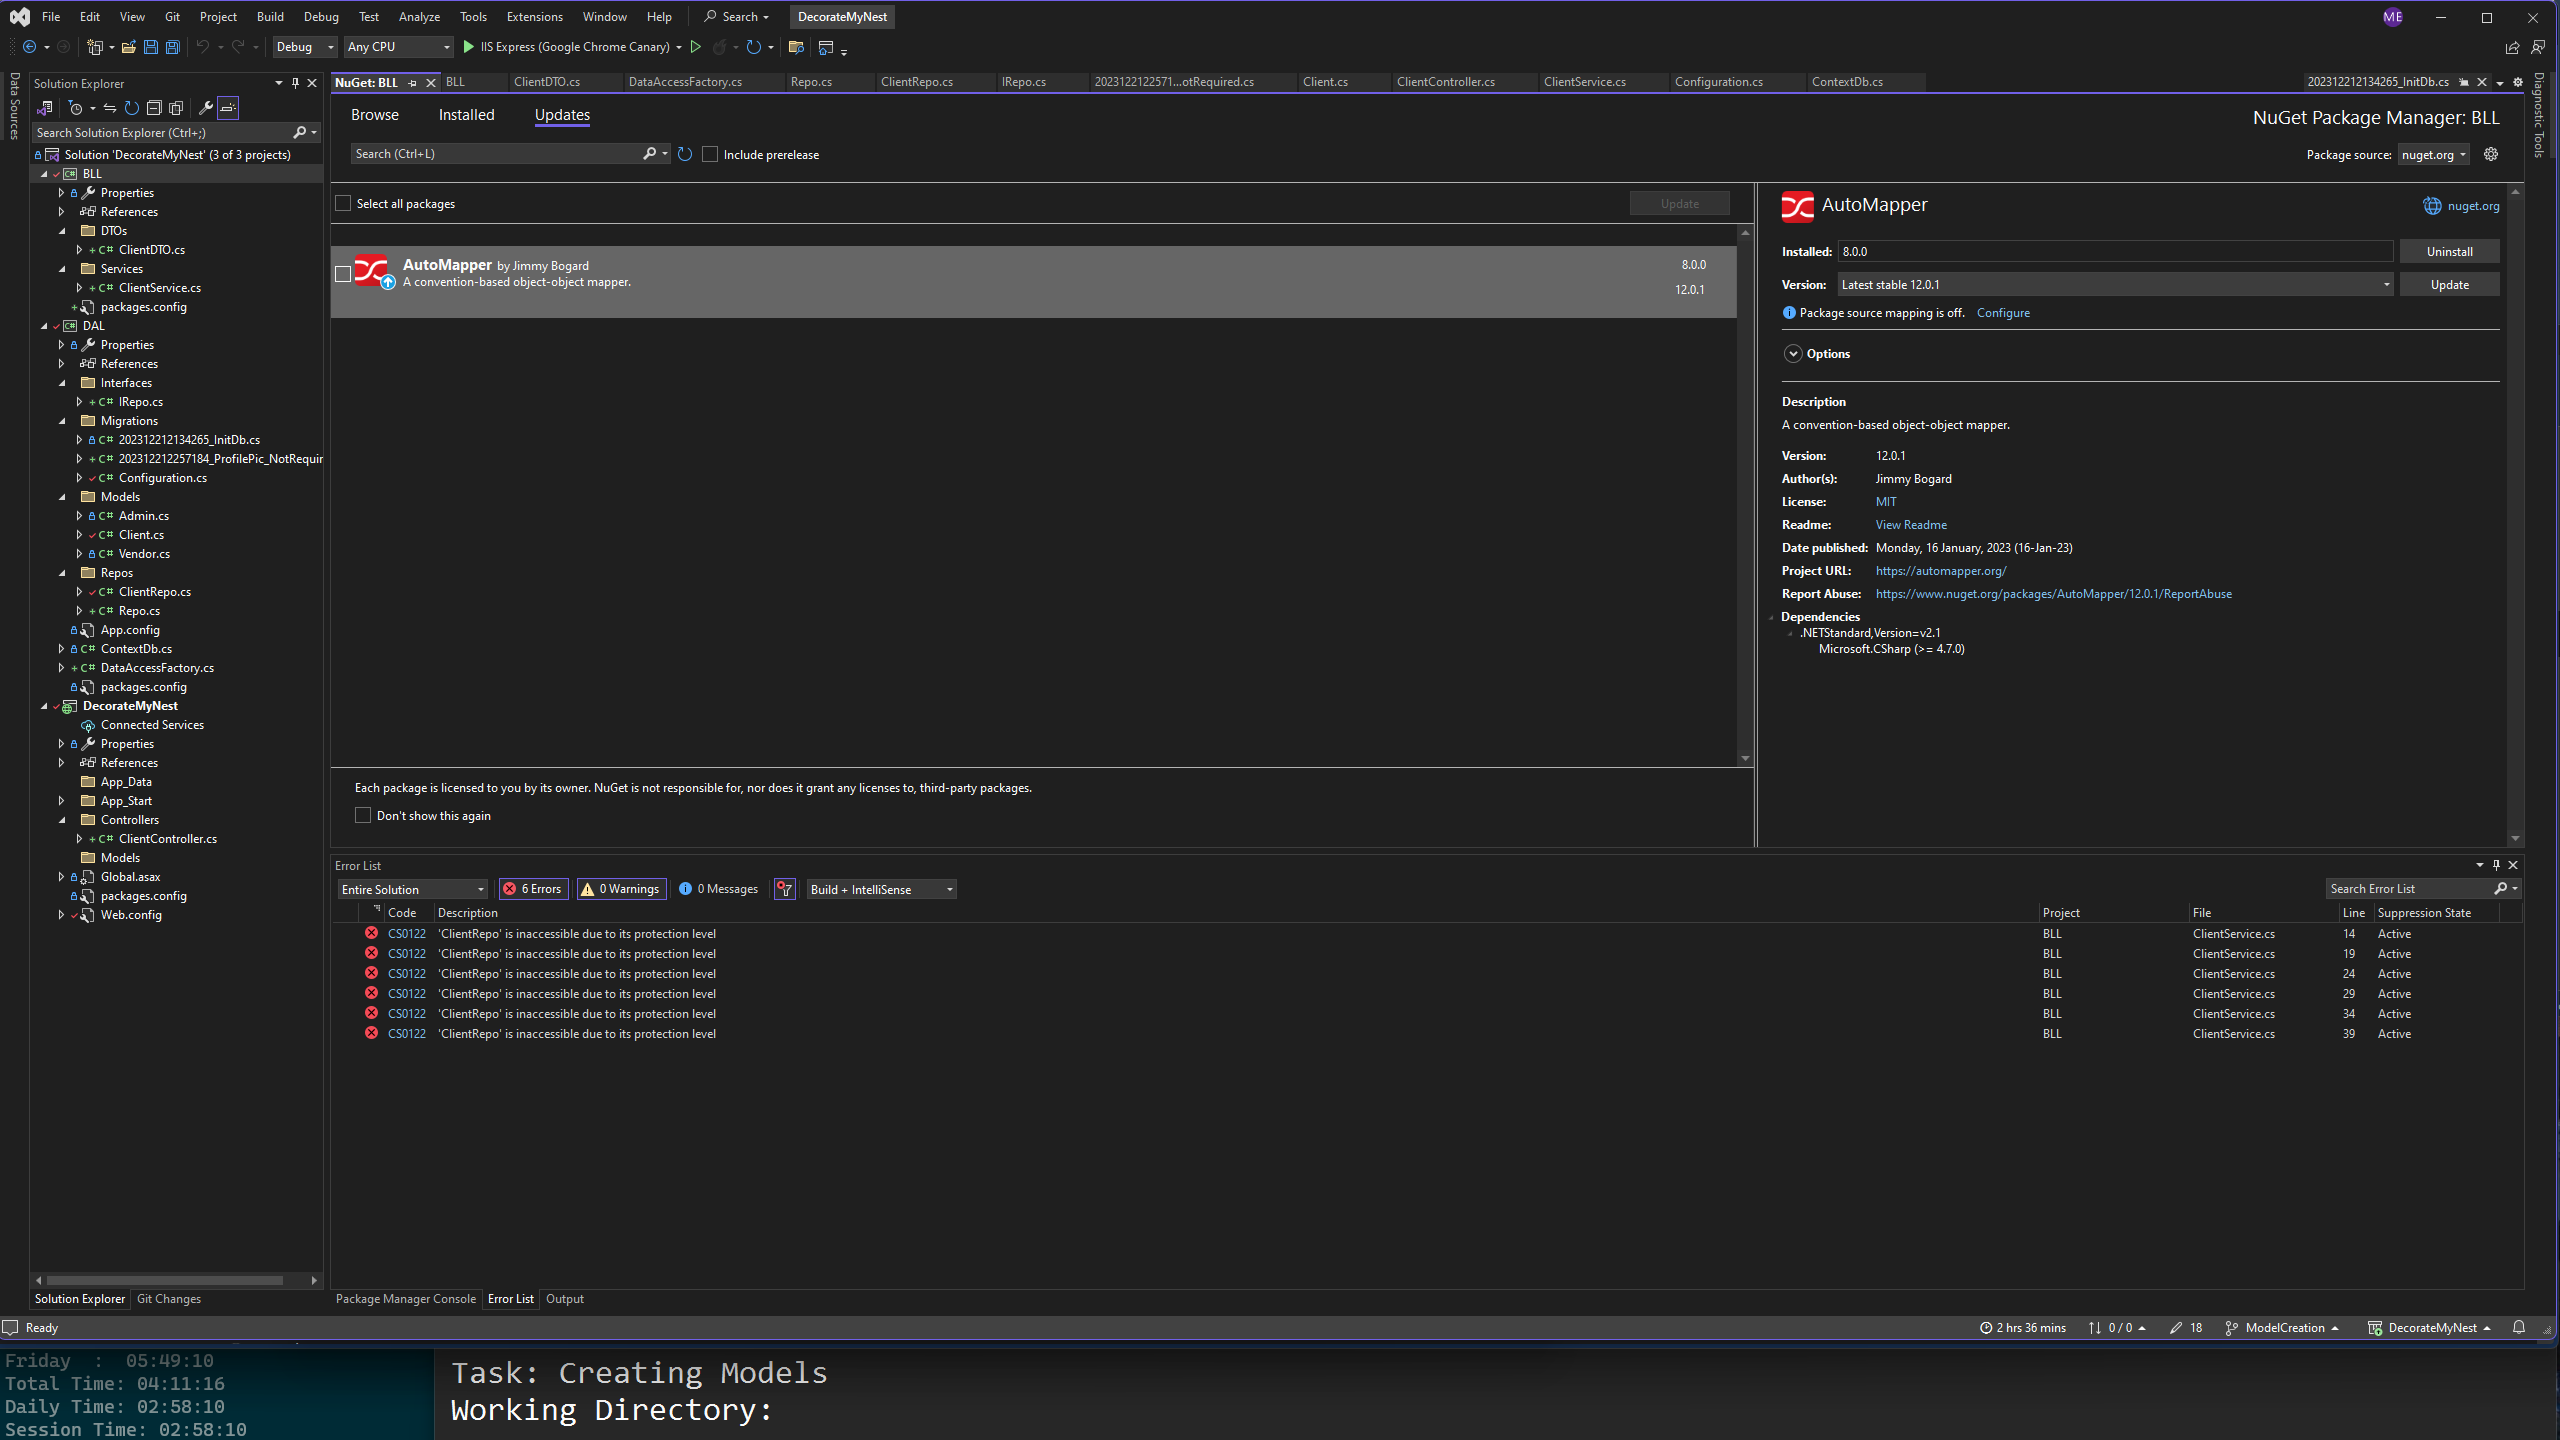 File Edit View Git Project Build Debug Test Analyze Tools Extensions Window Help Search DecorateMyNest ME
Debug Any CPU IIS Express (Google Chrome Canary)
Data Sources
Solution Explorer
Search Solution Explorer (Ctrl+;)
Solution 'DecorateMyNest' (3 of 3 projects)
BLL
Properties
References
DTOs
C# ClientDTO.cs
Services
C# ClientService.cs
packages.config
DAL
Properties
References
Interfaces
C# IRepo.cs
Migrations
C# 202312212134265_InitDb.cs
C# 202312212257184_ProfilePic_NotRequir
C# Configuration.cs
Models
C# Admin.cs
C# Client.cs
C# Vendor.cs
Repos
C# ClientRepo.cs
C# Repo.cs
App.config
C# ContextDb.cs
C# DataAccessFactory.cs
packages.config
DecorateMyNest
Connected Services
Properties
References
App_Data
App_Start
Controllers
C# ClientController.cs
Models
Global.asax
packages.config
Web.config
Solution Explorer Git Changes
NuGet: BLL BLL ClientDTO.cs DataAccessFactory.cs Repo.cs ClientRepo.cs IRepo.cs 2023122122571...otRequired.cs Client.cs ClientController.cs ClientService.cs Configuration.cs ContextDb.cs 202312212134265_InitDb.cs
Browse Installed Updates
NuGet Package Manager: BLL
Search (Ctrl+L) Include prerelease
Package source: nuget.org
Select all packages Update
AutoMapper by Jimmy Bogard 8.0.0
A convention-based object-object mapper.
12.0.1
Each package is licensed to you by its owner. NuGet is not responsible for, nor does it grant any licenses to, third-party packages.
Don't show this again
AutoMapper nuget.org
Installed: 8.0.0 Uninstall
Version: Latest stable 12.0.1 Update
Package source mapping is off. Configure
Options
Description
A convention-based object-object mapper.
Version: 12.0.1
Author(s): Jimmy Bogard
License: MIT
Readme: View Readme
Date published: Monday, 16 January, 2023 (16-Jan-23)
Project URL: https://automapper.org/
Report Abuse: https://www.nuget.org/packages/AutoMapper/12.0.1/ReportAbuse
Dependencies
.NETStandard,Version=v2.1
Microsoft.CSharp (>= 4.7.0)
Diagnostic Tools
Error List
Entire Solution 6 Errors 0 Warnings 0 Messages Build + IntelliSense Search Error List
Code Description Project File Line Suppression State
CS0122 'ClientRepo' is inaccessible due to its protection level BLL ClientService.cs 14 Active
CS0122 'ClientRepo' is inaccessible due to its protection level BLL ClientService.cs 19 Active
CS0122 'ClientRepo' is inaccessible due to its protection level BLL ClientService.cs 24 Active
CS0122 'ClientRepo' is inaccessible due to its protection level BLL ClientService.cs 29 Active
CS0122 'ClientRepo' is inaccessible due to its protection level BLL ClientService.cs 34 Active
CS0122 'ClientRepo' is inaccessible due to its protection level BLL ClientService.cs 39 Active
Package Manager Console Error List Output
Ready 2 hrs 36 mins 0 / 0 18 ModelCreation DecorateMyNest
Friday : 05:49:10
Total Time: 04:11:16
Daily Time: 02:58:10
Session Time: 02:58:10
Task: Creating Models
Working Directory: